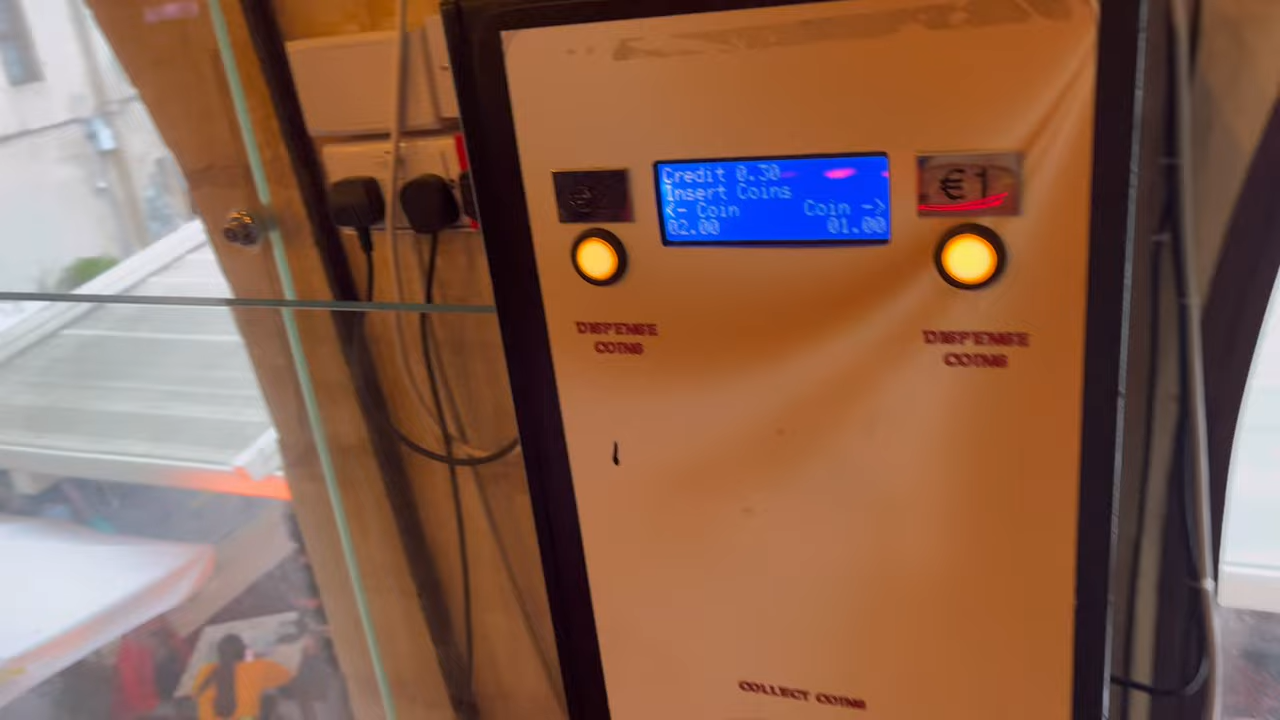 Credit 0.30
Insert Coins
<- Coin Coin ->
02.00 01.00
€1
DISPENSE
COINS
DISPENSE
COINS
COLLECT COINS